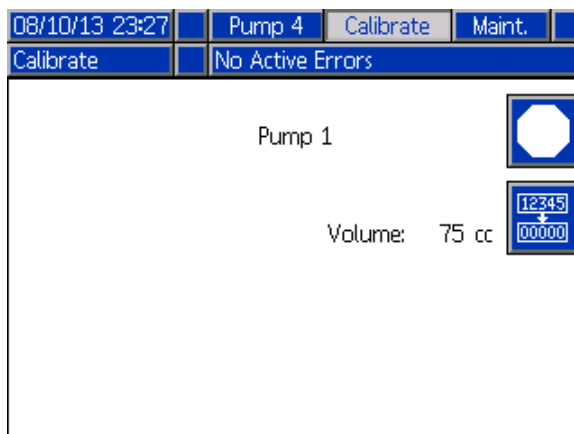 08/10/13 23:27 Pump 4 Calibrate Maint.
Calibrate No Active Errors
Pump 1
12345
Volume: 75 cc
00000